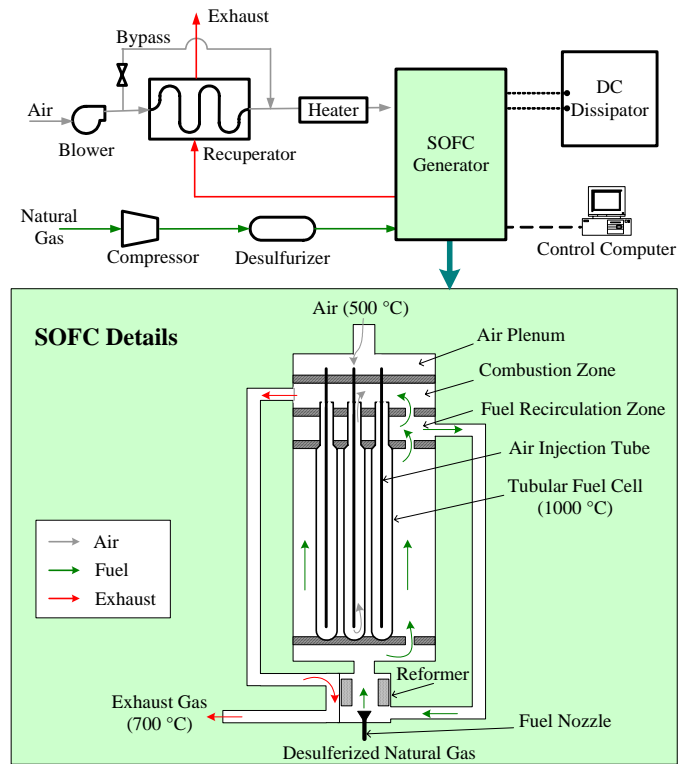 Exhaust
Bypass
Air
Blower
Recuperator
Heater
SOFC
Generator
DC
Dissipator
Natural
Gas
Compressor
Desulfurizer
Control Computer
SOFC Details
Air (500 °C)
Air Plenum
Combustion Zone
Fuel Recirculation Zone
Air Injection Tube
Tubular Fuel Cell
(1000 °C)
Air
Fuel
Exhaust
Reformer
Exhaust Gas
(700 °C)
Fuel Nozzle
Desulferized Natural Gas